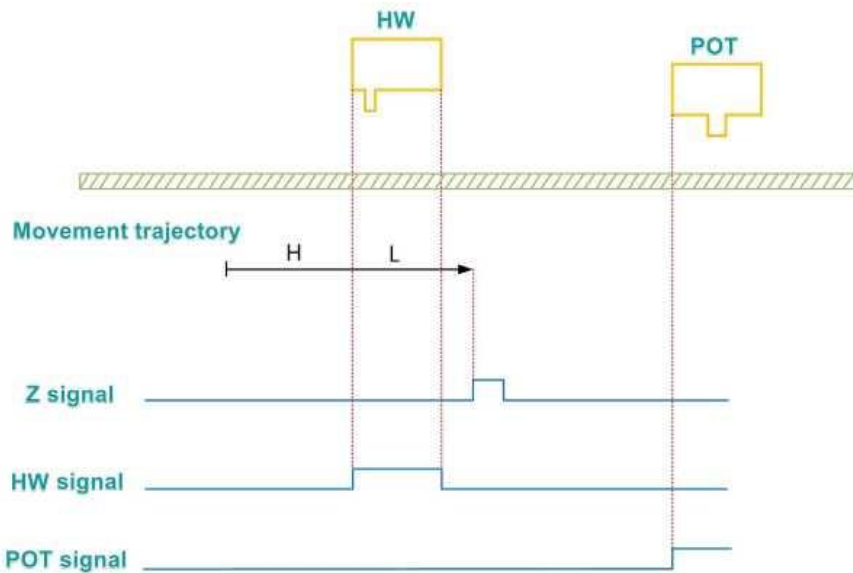 HW
POT
Movement trajectory
H L
Z signal
HW signal
POT signal